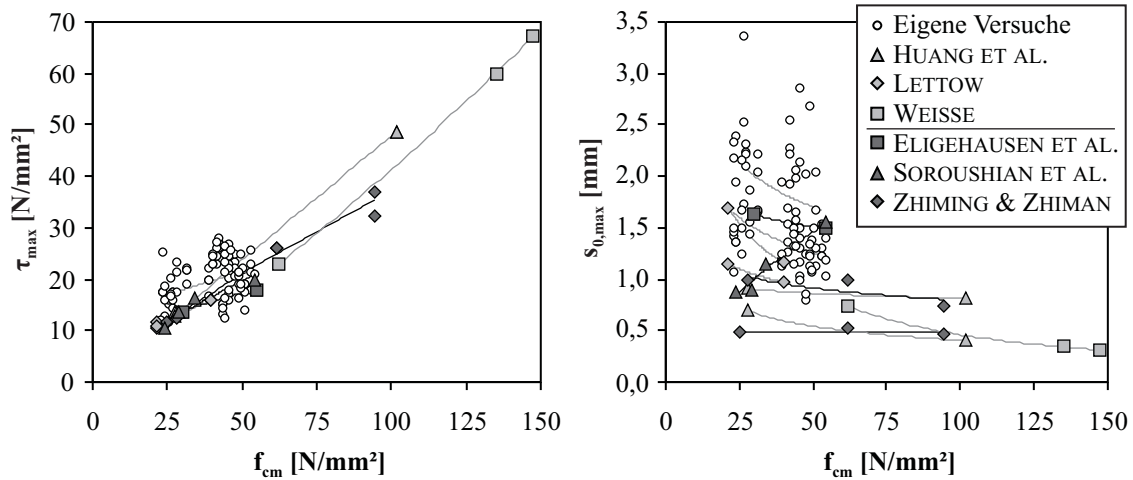 70
60
50
40
30
20
10
0
τmax [N/mm²]
0 25 50 75 100 125 150
fcm [N/mm²]
3,5
3,0
2,5
2,0
1,5
1,0
0,5
0,0
s0,max [mm]
0 25 50 75 100 125 150
fcm [N/mm²]
Eigene Versuche
HUANG ET AL.
LETTOW
WEISSE
ELIGEHAUSEN ET AL.
SOROUSHIAN ET AL.
ZHIMING & ZHIMAN